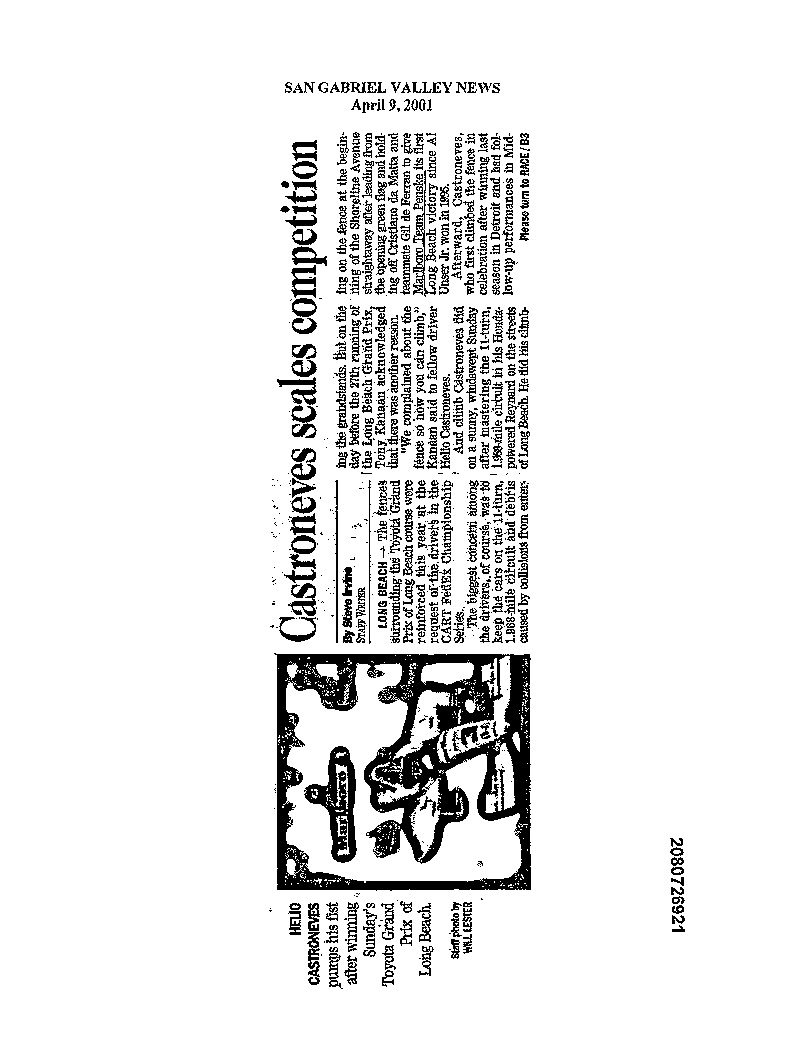 SAN GABRIEL VALLEY NEWS
April 9, 2001
Castroneves scales competition
By Steve Irvine
STAFF WRITER
LONG BEACH — The fences
surrounding the Toyota Grand
Prix of Long Beach course were
reinforced this year at the
request of the drivers in the
CART FedEx Championship
Series.
The biggest concern among
the drivers, of course, was to
keep the cars on the 11-turn,
1.968-mile circuit and debris
caused by collisions from enter-
ing the grandstands. But on the
day before the 27th running of
the Long Beach Grand Prix,
Tony Kanaan acknowledged
that there was another reason.
"We complained about the
fence so now you can climb,"
Kanaan said to fellow driver
Helio Castroneves.
And climb Castroneves did
on a sunny, windswept Sunday
after mastering the 11-turn,
1.968-mile circuit in his Honda-
powered Reynard on the streets
of Long Beach. He did his climb-
ing on the fence at the begin-
ning of the Shoreline Avenue
straightaway after leading from
the opening green flag and hold-
ing off Cristiano da Matta and
teammate Gil de Ferran to give
Marlboro Team Penske its first
Long Beach victory since Al
Unser Jr. won in 1995.
Afterward, Castroneves,
who first climbed the fence in
celebration after winning last
season in Detroit and had fol-
low-up performances in Mid-
Please turn to RACE / B3
Marlboro
HELIO
CASTRONEVES
pumps his fist
after winning
Sunday's
Toyota Grand
Prix of
Long Beach.
Staff photo by
WILL LESTER
2080726921